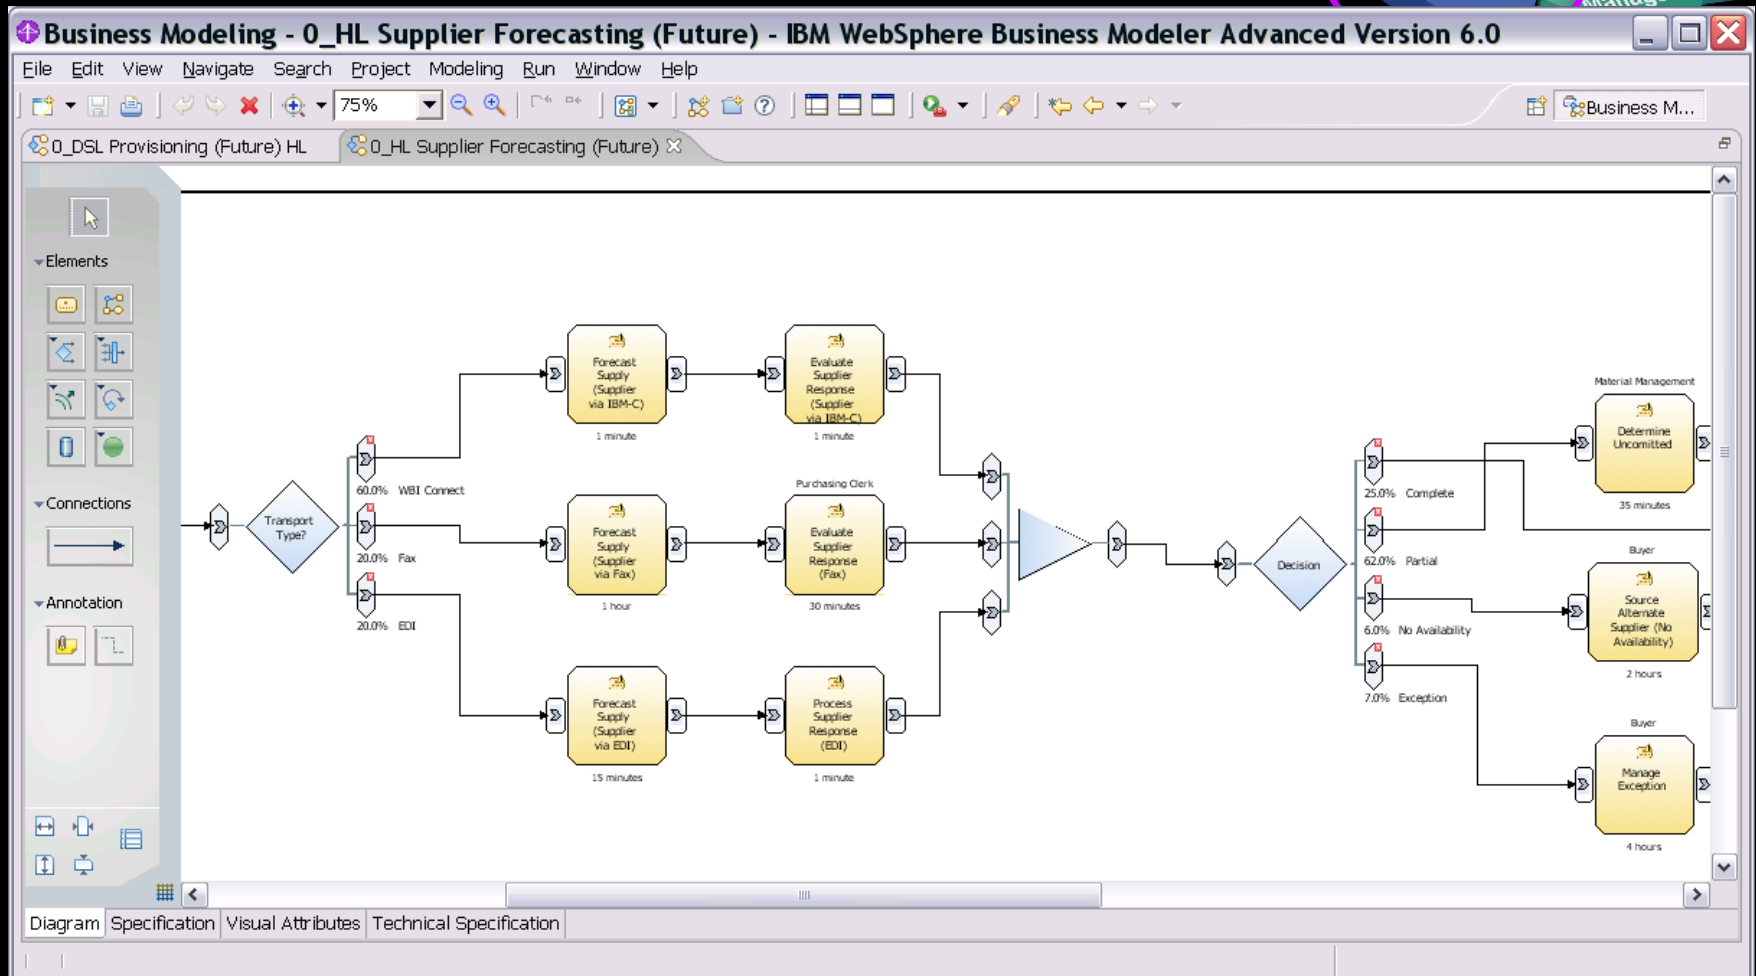 Manag-
Business Modeling - 0_HL Supplier Forecasting (Future) - IBM WebSphere Business Modeler Advanced Version 6.0
File Edit View Navigate Search Project Modeling Run Window Help
75%
Business M...
0_DSL Provisioning (Future) HL
0_HL Supplier Forecasting (Future)
Elements
Connections
Annotation
Transport
Type?
60.0% WBI Connect
20.0% Fax
20.0% EDI
Forecast
Supply
(Supplier
via IBM-C)
1 minute
Evaluate
Supplier
Response
(Supplier
via IBM-C)
1 minute
Forecast
Supply
(Supplier
via Fax)
1 hour
Purchasing Clerk
Evaluate
Supplier
Response
(Fax)
30 minutes
Forecast
Supply
(Supplier
via EDI)
15 minutes
Process
Supplier
Response
(EDI)
1 minute
Decision
25.0% Complete
62.0% Partial
6.0% No Availability
7.0% Exception
Material Management
Determine
Uncomitted
35 minutes
Buyer
Source
Alternate
Supplier (No
Availability)
2 hours
Buyer
Manage
Exception
4 hours
Diagram Specification Visual Attributes Technical Specification